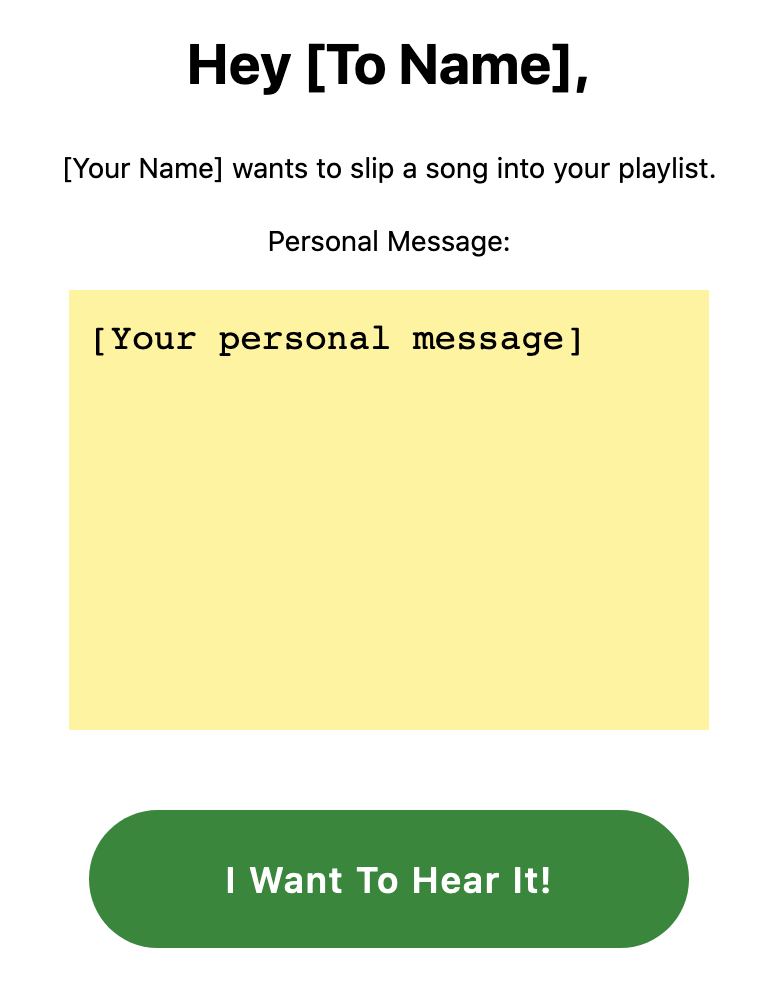 Hey [To Name],
[Your Name] wants to slip a song into your playlist.
Personal Message:
[Your personal message]
I Want To Hear It!